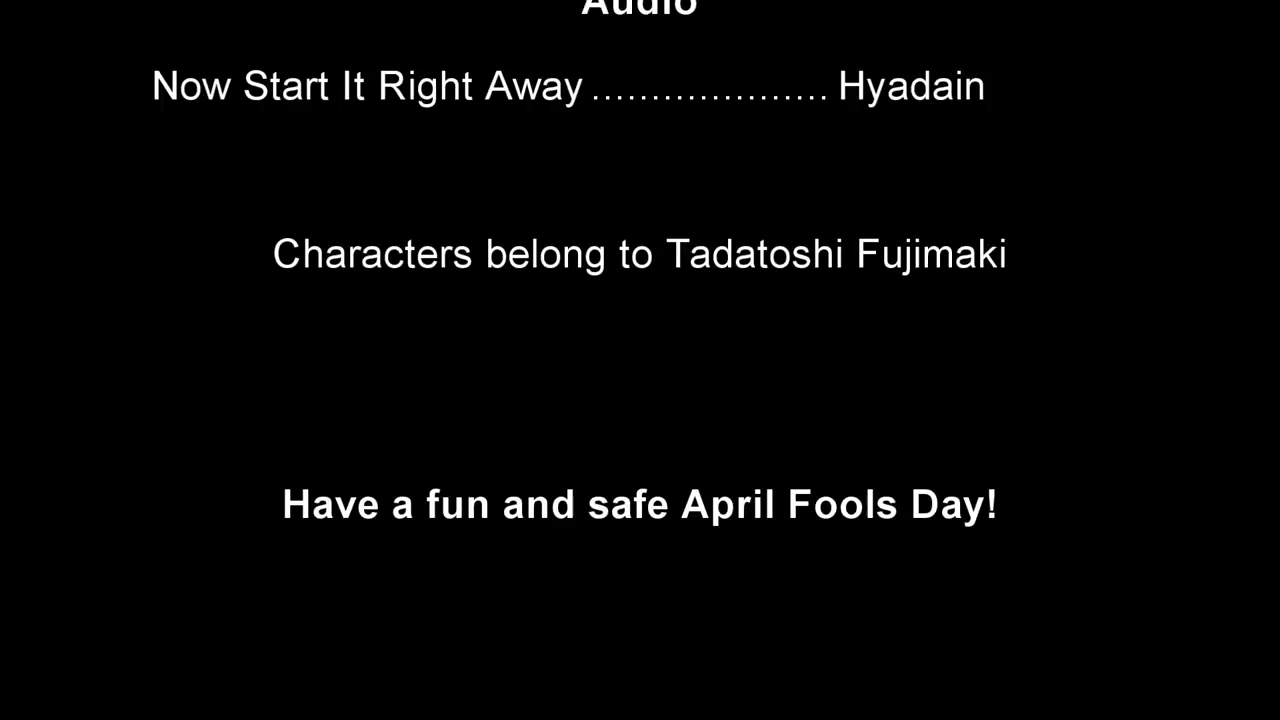 Audio
Now Start It Right Away .................... Hyadain
Characters belong to Tadatoshi Fujimaki
Have a fun and safe April Fools Day!